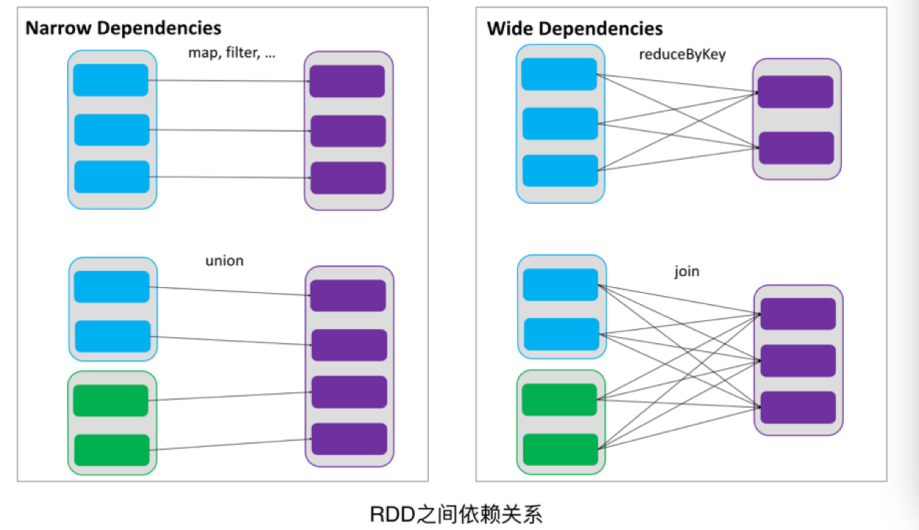 Narrow Dependencies
map, filter, ...
union
Wide Dependencies
reduceByKey
join
RDD之间依赖关系